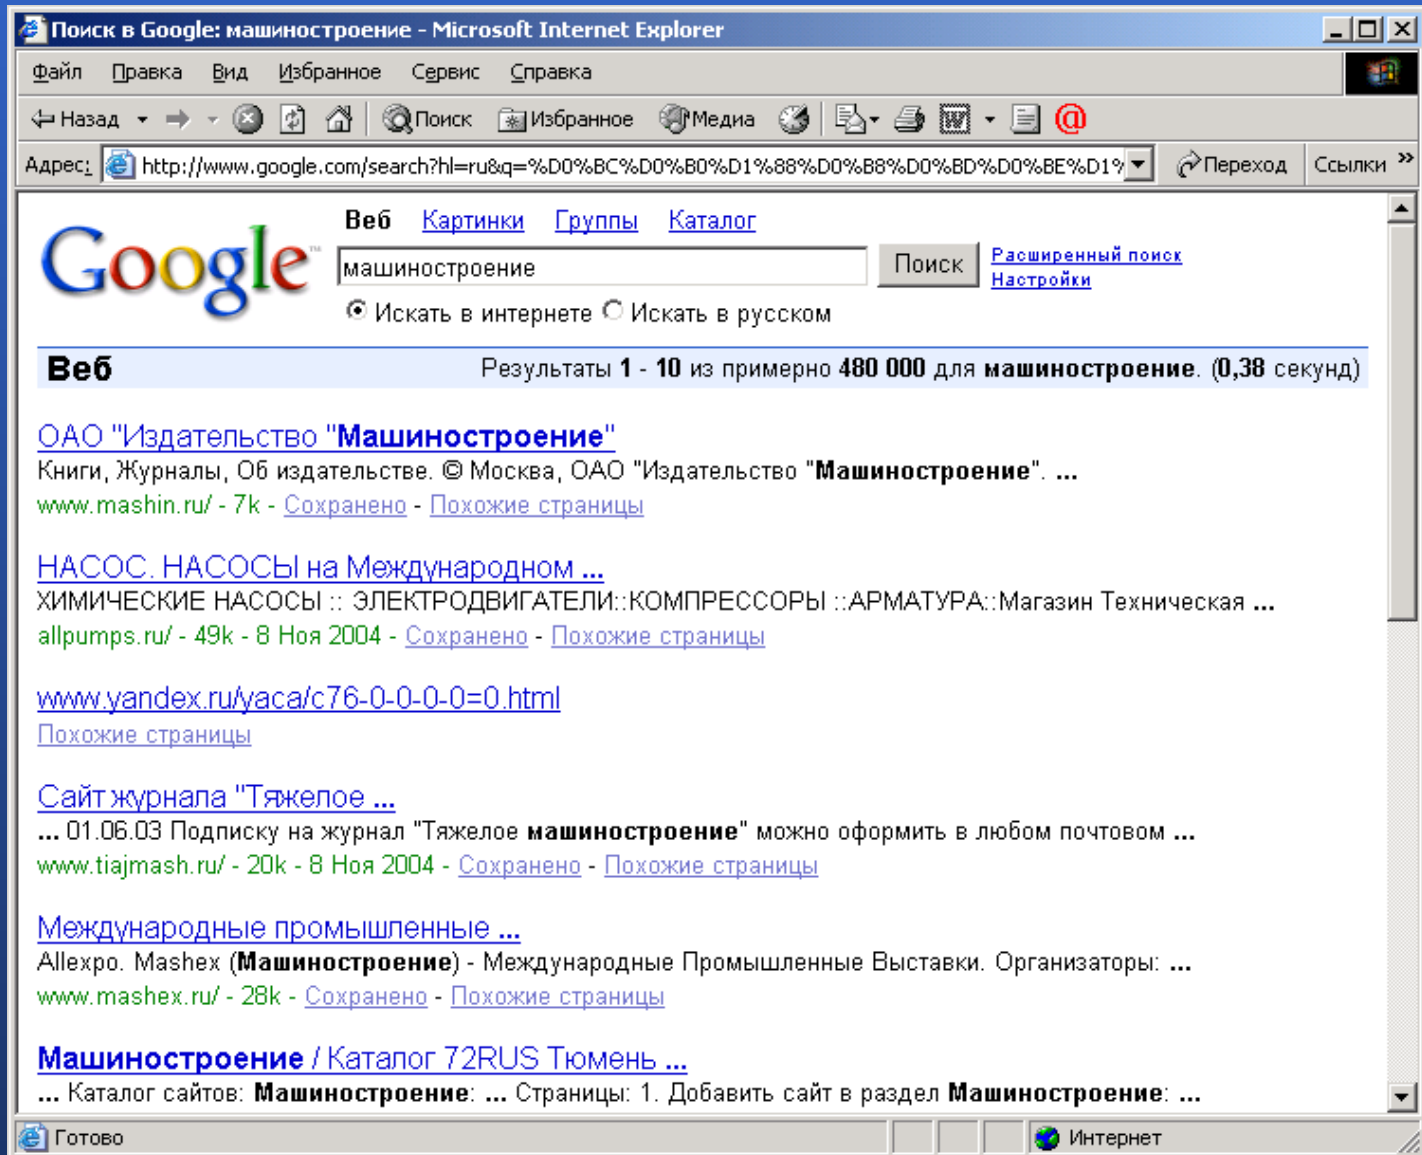 Поиск в Google: машиностроение - Microsoft Internet Explorer
Файл Правка Вид Избранное Сервис Справка
Назад Поиск Избранное Медиа @
Адрес: http://www.google.com/search?hl=ru&q=%D0%BC%D0%B0%D1%88%D0%B8%D0%BD%D0%BE%D1% Переход Ссылки »
Google™ Веб Картинки Группы Каталог
машиностроение Поиск Расширенный поиск
Настройки
Искать в интернете Искать в русском
Веб Результаты 1 - 10 из примерно 480 000 для машиностроение. (0,38 секунд)
ОАО "Издательство "Машиностроение"
Книги, Журналы, Об издательстве. © Москва, ОАО "Издательство "Машиностроение". ...
www.mashin.ru/ - 7k - Сохранено - Похожие страницы
НАСОС. НАСОСЫ на Международном ...
ХИМИЧЕСКИЕ НАСОСЫ :: ЭЛЕКТРОДВИГАТЕЛИ::КОМПРЕССОРЫ ::АРМАТУРА::Магазин Техническая ...
allpumps.ru/ - 49k - 8 Ноя 2004 - Сохранено - Похожие страницы
www.yandex.ru/yaca/c76-0-0-0-0=0.html
Похожие страницы
Сайт журнала "Тяжелое ...
... 01.06.03 Подписку на журнал "Тяжелое машиностроение" можно оформить в любом почтовом ...
www.tiajmash.ru/ - 20k - 8 Ноя 2004 - Сохранено - Похожие страницы
Международные промышленные ...
Allexpo. Mashex (Машиностроение) - Международные Промышленные Выставки. Организаторы: ...
www.mashex.ru/ - 28k - Сохранено - Похожие страницы
Машиностроение / Каталог 72RUS Тюмень ...
... Каталог сайтов: Машиностроение: ... Страницы: 1. Добавить сайт в раздел Машиностроение: ...
Готово Интернет